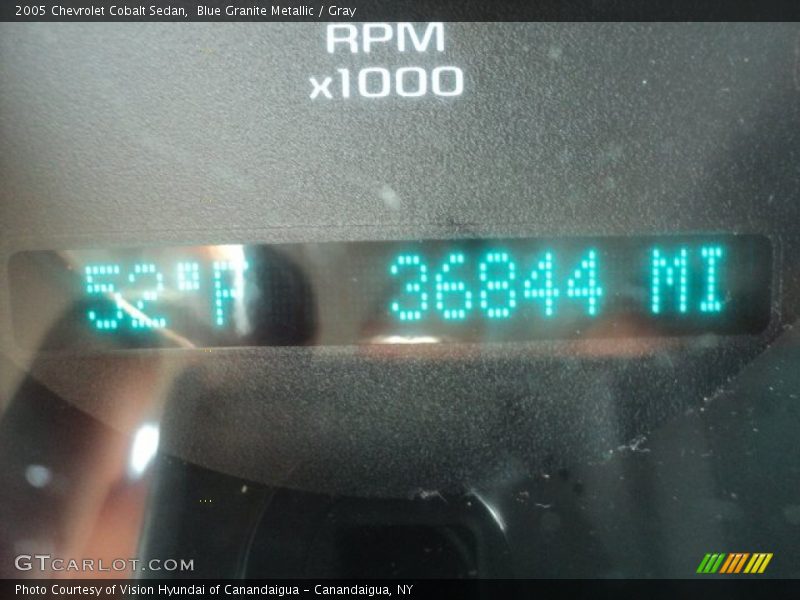 2005 Chevrolet Cobalt Sedan,  Blue Granite Metallic / Gray
RPM
x1000
52°F 36844 MI
GTCARLOT.COM
Photo Courtesy of Vision Hyundai of Canandaigua - Canandaigua, NY